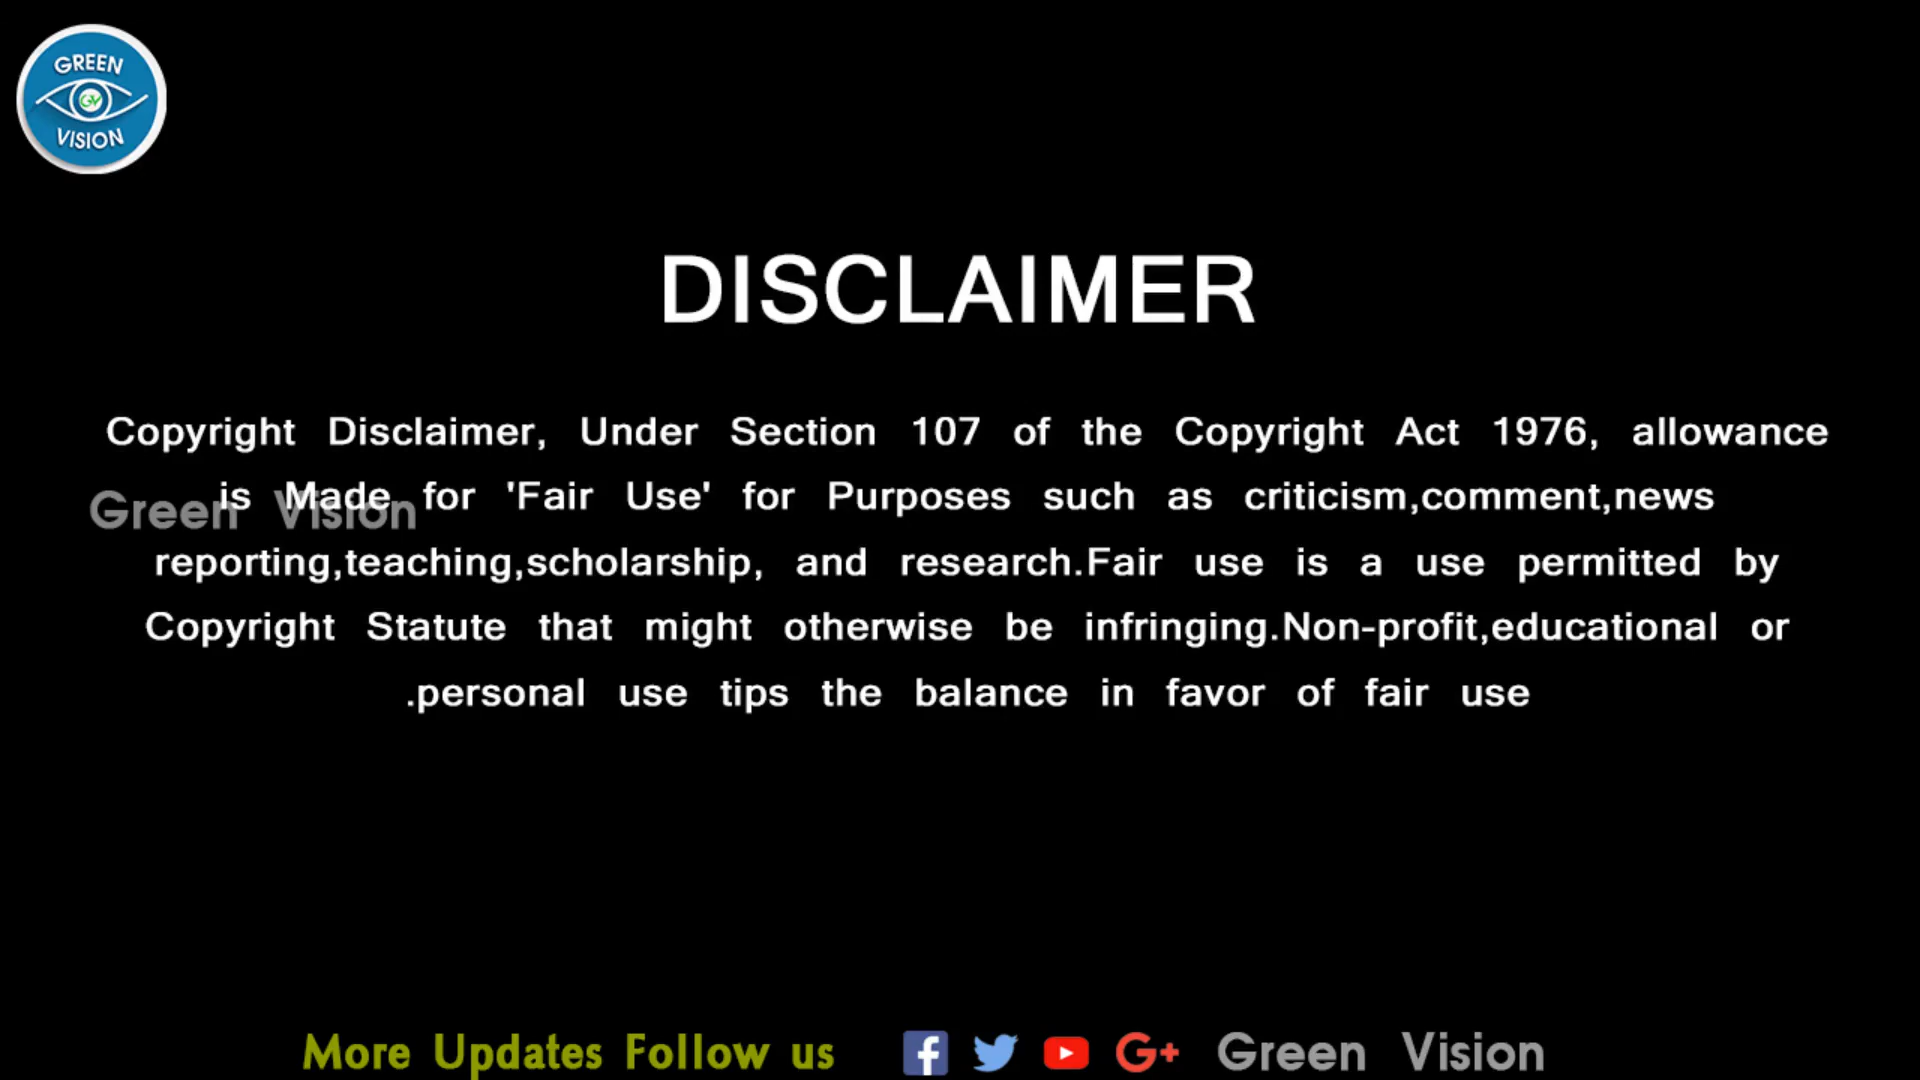 GREEN
GV
VISION
DISCLAIMER
Copyright Disclaimer, Under Section 107 of the Copyright Act 1976, allowance
is Made for 'Fair Use' for Purposes such as criticism,comment,news
Green Vision
reporting,teaching,scholarship, and research.Fair use is a use permitted by
Copyright Statute that might otherwise be infringing.Non-profit,educational or
.personal use tips the balance in favor of fair use
More Updates Follow us f G+ Green Vision